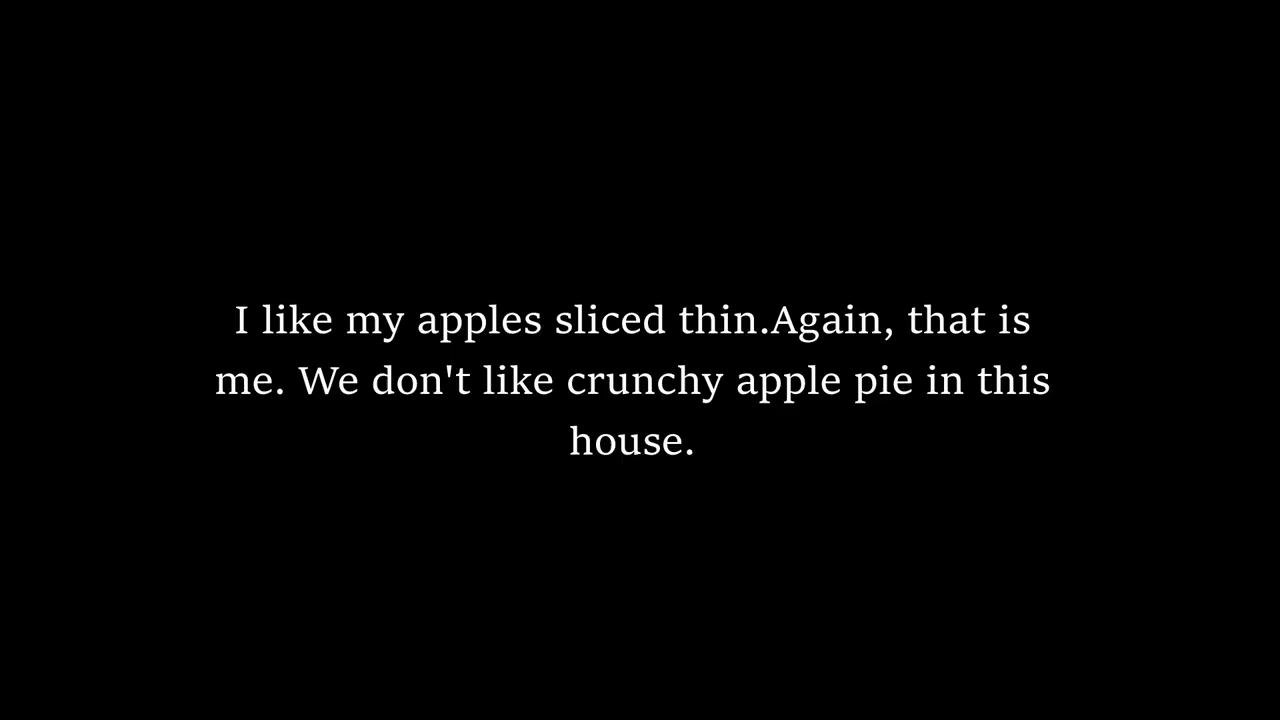 I like my apples sliced thin.Again, that is
me. We don't like crunchy apple pie in this
house.